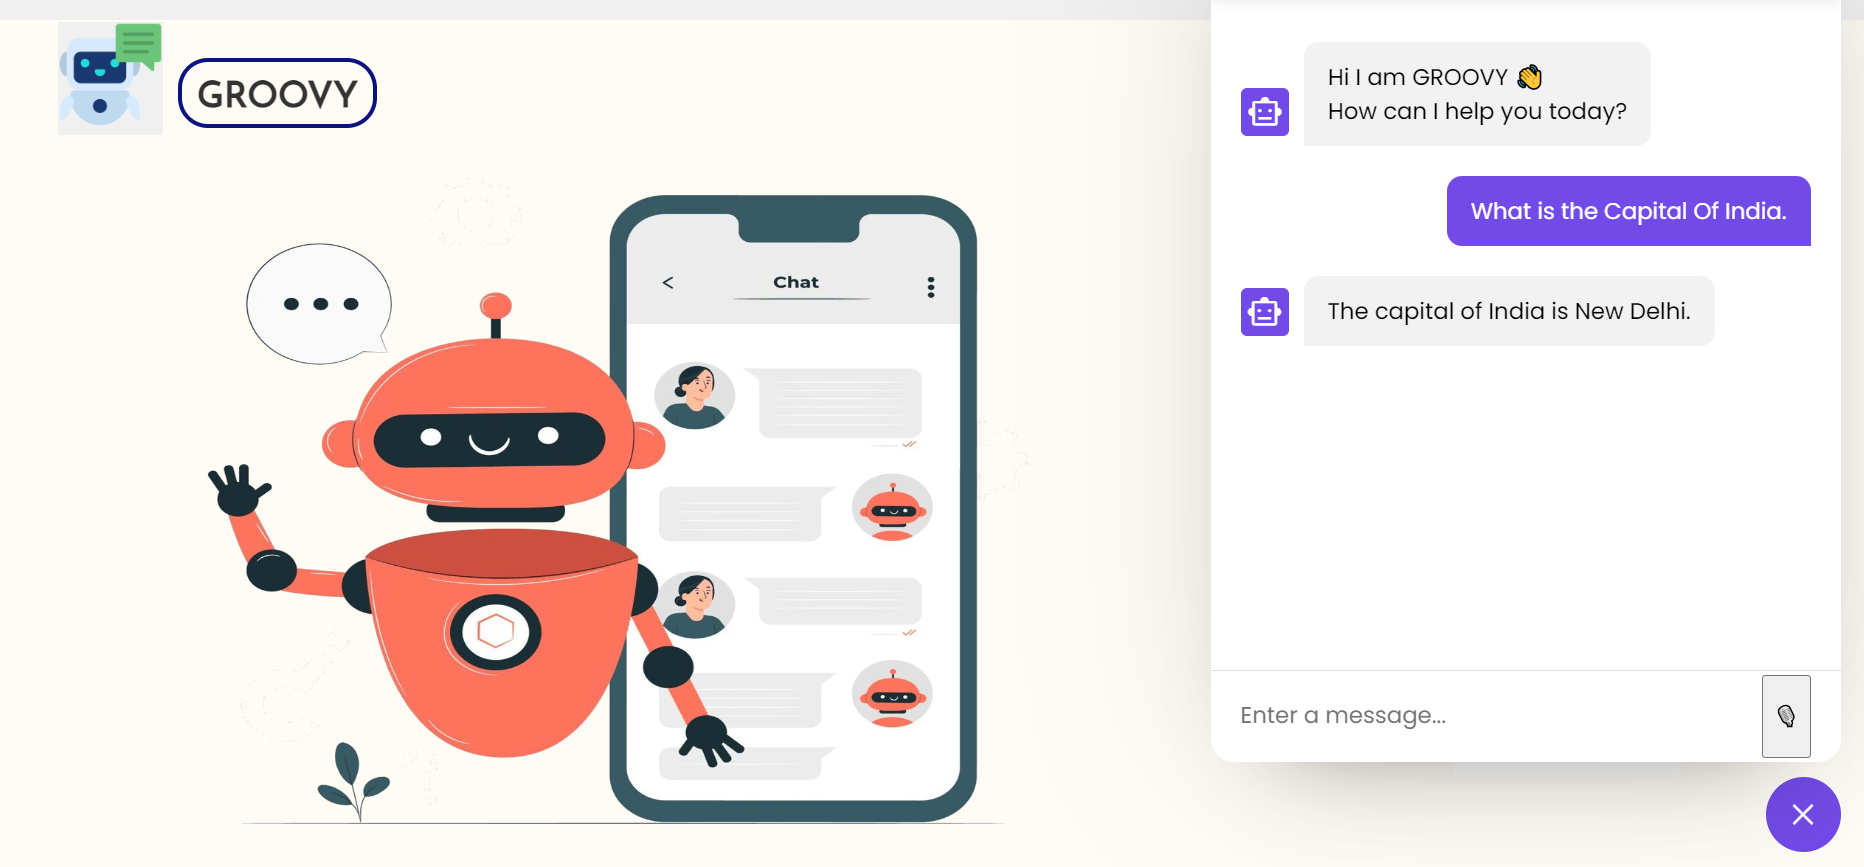 GROOVY
Chat
Hi I am GROOVY 👋
How can I help you today?
What is the Capital Of India.
The capital of India is New Delhi.
Enter a message...